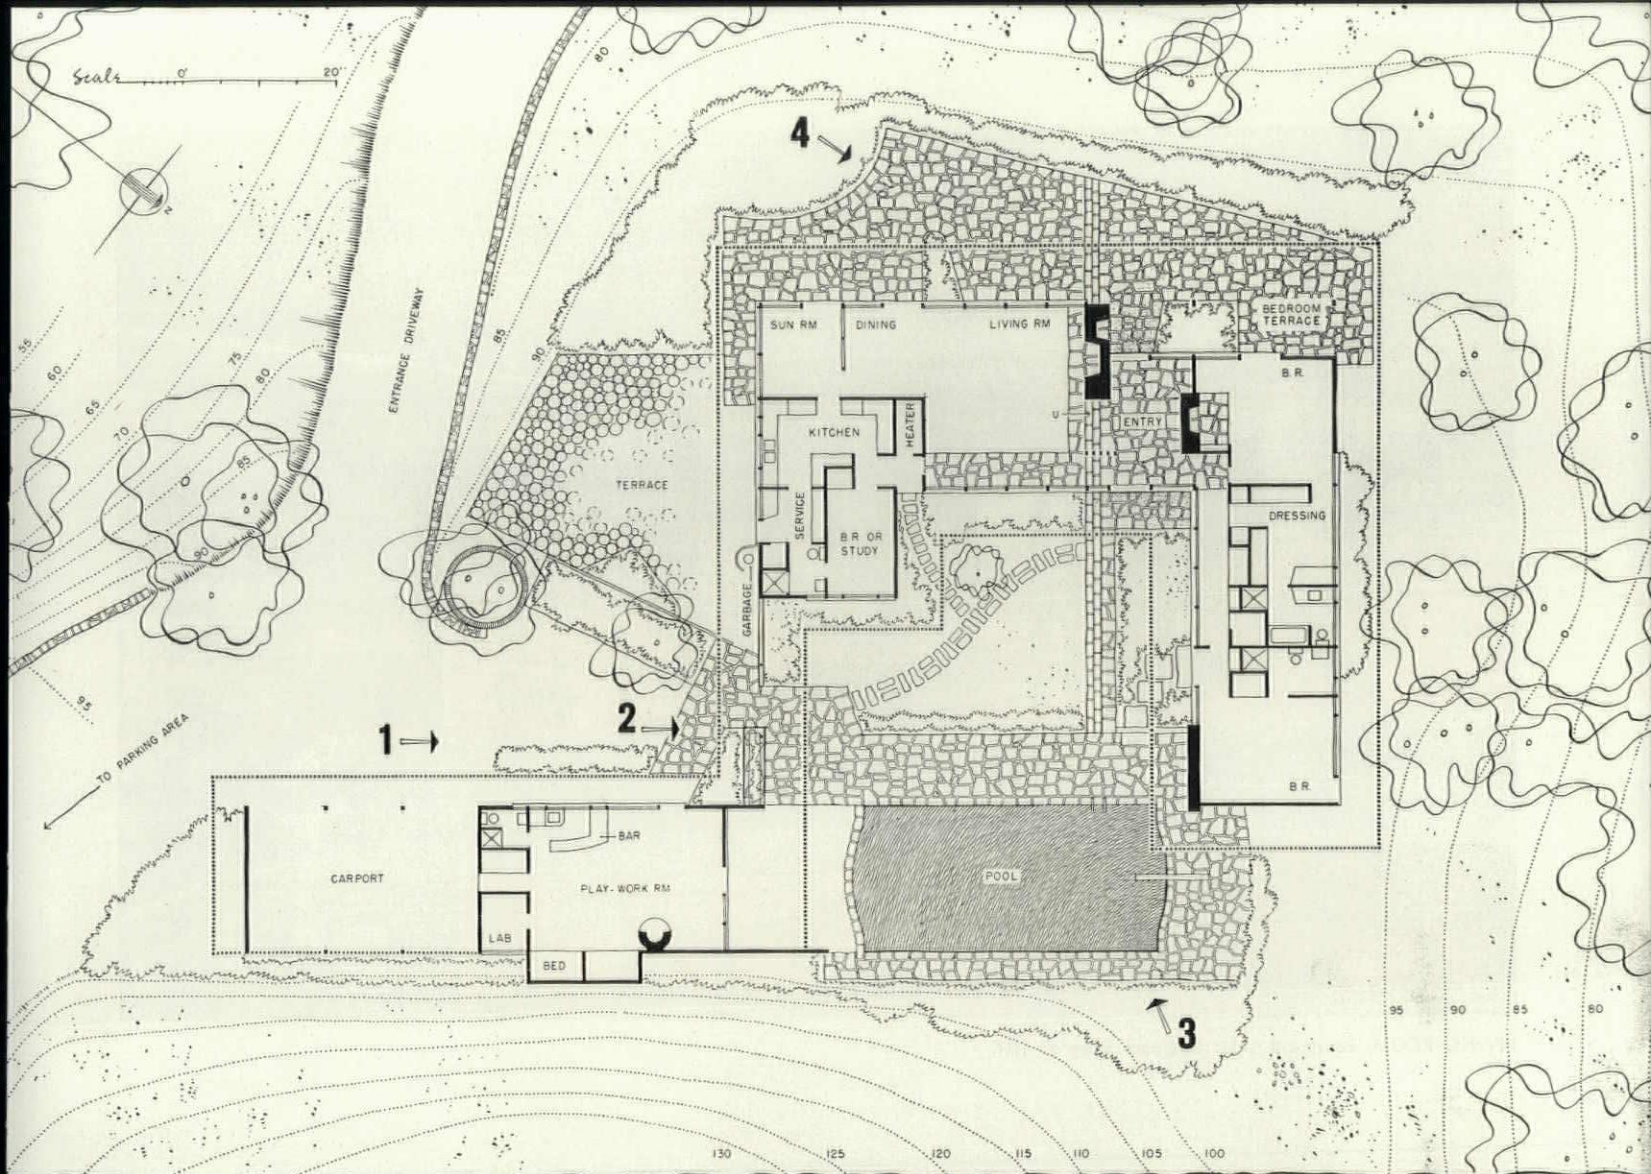 Scale 0' 20'
80
4
N
ENTRANCE DRIVEWAY
85
90
55
60
65
70
75
80
85
90
95
SUN RM
DINING
LIVING RM
BEDROOM
TERRACE
B.R.
KITCHEN
HEATER
U
ENTRY
TERRACE
SERVICE
B.R. OR
STUDY
DRESSING
GARBAGE
1
2
TO PARKING AREA
B.R.
BAR
CARPORT
PLAY-WORK RM
POOL
LAB
BED
3
95
90
85
80
130
125
120
115
110
105
100